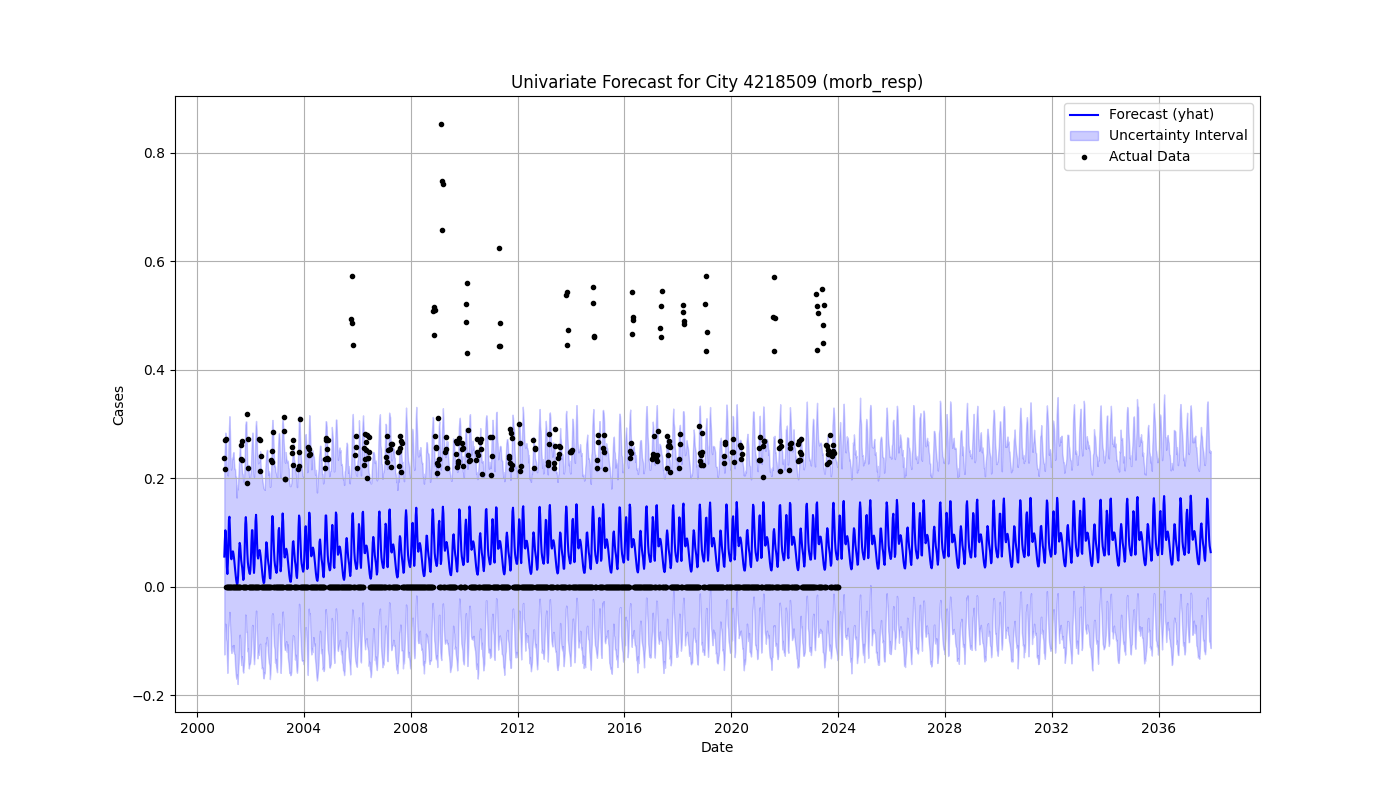 Univariate Forecast for City 4218509 (morb_resp)
Forecast (yhat)
Uncertainty Interval
Actual Data
Cases
0.8
0.6
0.4
0.2
0.0
−0.2
2000 2004 2008 2012 2016 2020 2024 2028 2032 2036
Date